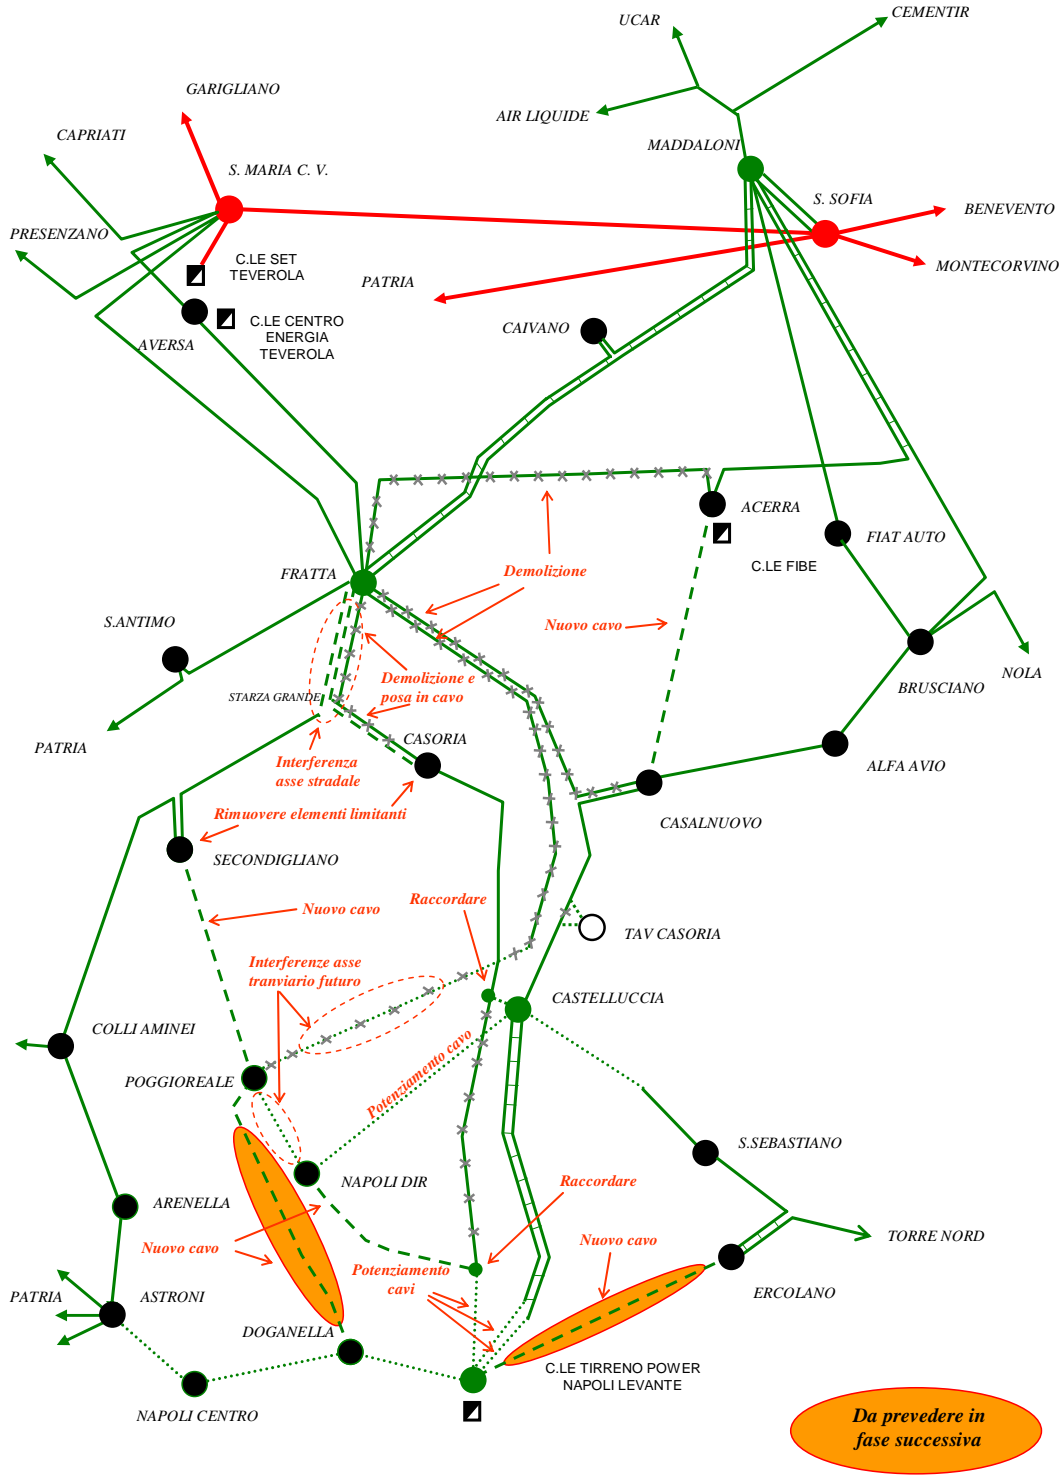 UCAR
CEMENTIR
GARIGLIANO
AIR LIQUIDE
CAPRIATI
MADDALONI
S. MARIA C. V.
S. SOFIA
BENEVENTO
PRESENZANO
C.LE SET
TEVEROLA
MONTECORVINO
PATRIA
C.LE CENTRO
ENERGIA
TEVEROLA
CAIVANO
AVERSA
ACERRA
FIAT AUTO
C.LE FIBE
FRATTA
Demolizione
S.ANTIMO
Nuovo cavo
NOLA
Demolizione e
posa in cavo
BRUSCIANO
STARZA GRANDE
PATRIA
CASORIA
Interferenza
asse stradale
ALFA AVIO
Rimuovere elementi limitanti
CASALNUOVO
SECONDIGLIANO
Raccordare
Nuovo cavo
TAV CASORIA
Interferenze asse
tranviario futuro
CASTELLUCCIA
COLLI AMINEI
Potenziamento cavo
POGGIOREALE
S.SEBASTIANO
NAPOLI DIR
Raccordare
ARENELLA
TORRE NORD
Nuovo cavo
Nuovo cavo
Potenziamento
cavi
PATRIA
ASTRONI
ERCOLANO
DOGANELLA
C.LE TIRRENO POWER
NAPOLI LEVANTE
NAPOLI CENTRO
Da prevedere in
fase successiva